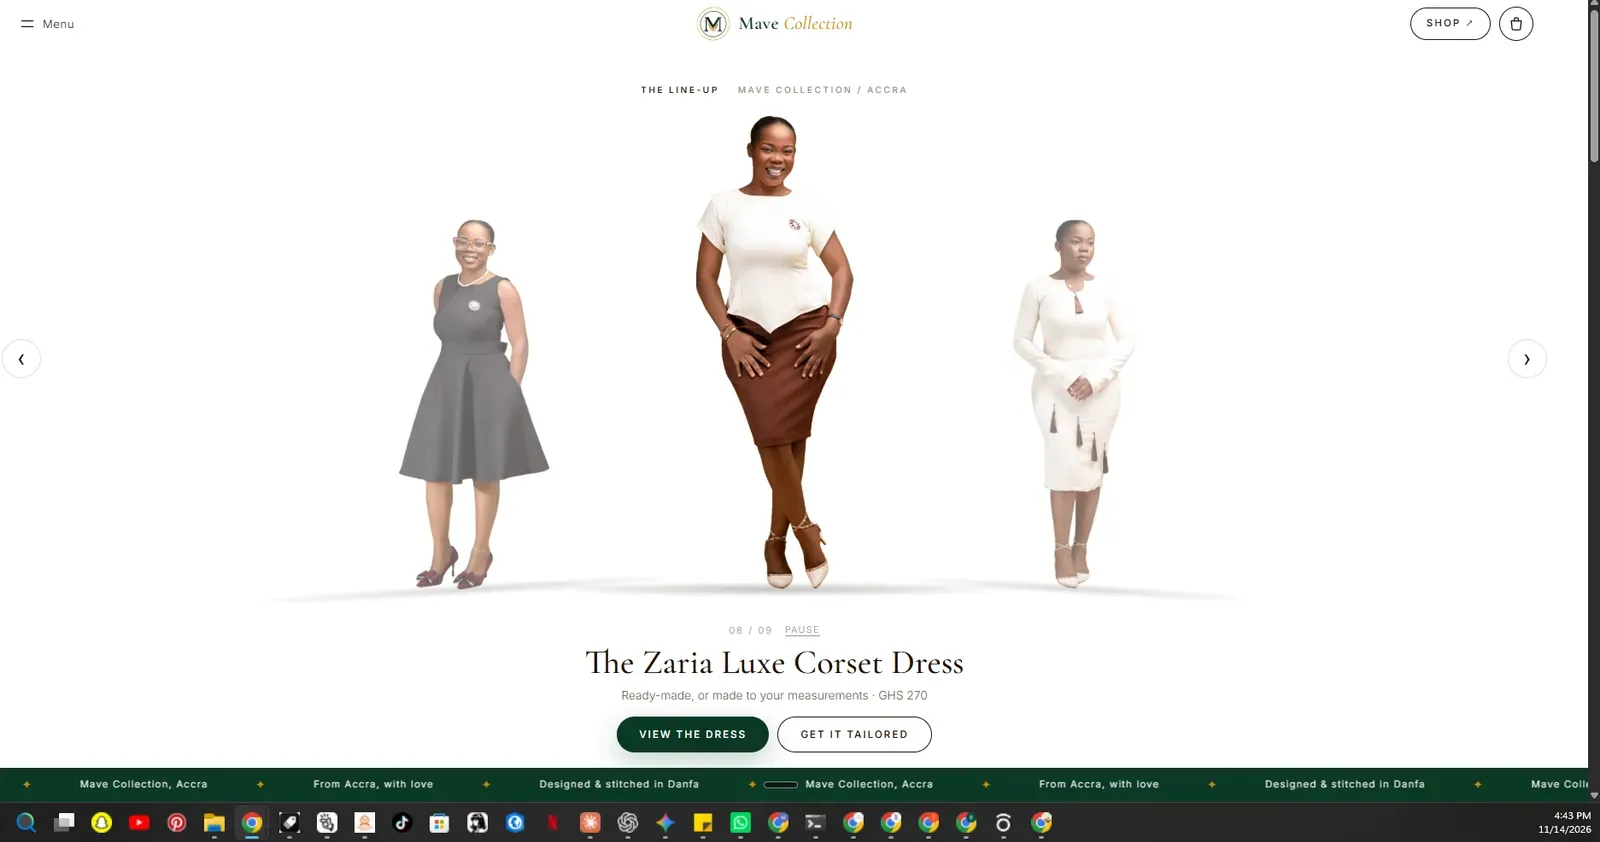 Menu
Mave Collection
SHOP ↗
THE LINE-UP
MAVE COLLECTION / ACCRA
‹
›
08 / 09
PAUSE
The Zaria Luxe Corset Dress
Ready-made, or made to your measurements · GHS 270
VIEW THE DRESS
GET IT TAILORED
✦ Mave Collection, Accra ✦ From Accra, with love ✦ Designed & stitched in Danfa ✦ Mave Collection, Accra ✦ From Accra, with love ✦ Designed & stitched in Danfa ✦ Mave Coll
4:43 PM
11/14/2026